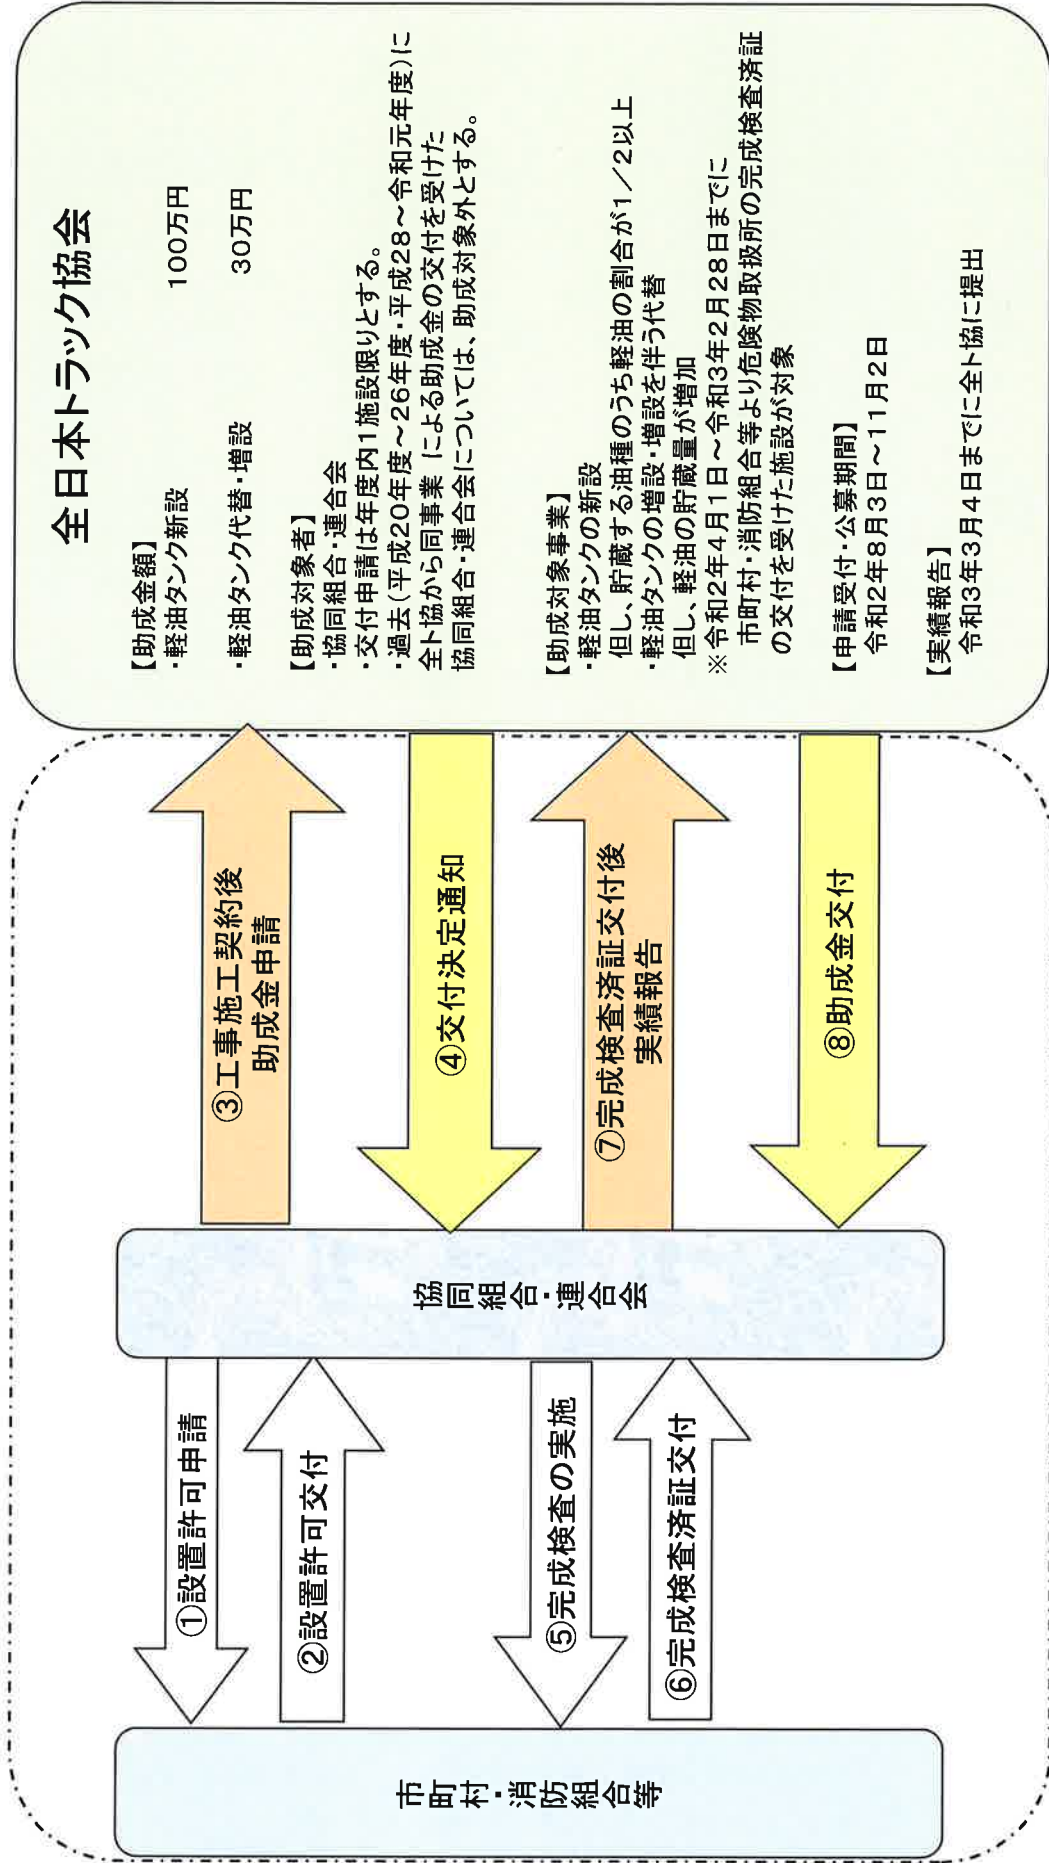 市町村・消防組合等
①設置許可申請
②設置許可交付
⑤完成検査の実施
⑥完成検査済証交付
協同組合・連合会
③工事施工契約後
助成金申請
④交付決定通知
⑦完成検査済証交付後
実績報告
⑧助成金交付
全日本トラック協会
【助成金額】
・軽油タンク新設 100万円
・軽油タンク代替・増設 30万円
【助成対象者】
・協同組合・連合会
・交付申請は年度内1施設限りとする。
・過去(平成20年度～26年度・平成28～令和元年度)に
全ト協から同事業 による助成金の交付を受けた
協同組合・連合会については、助成対象外とする。
【助成対象事業】
・軽油タンクの新設
但し、貯蔵する油種のうち軽油の割合が1／2以上
・軽油タンクの増設・増設を伴う代替
但し、軽油の貯蔵量が増加
※令和2年4月1日～令和3年2月28日までに
市町村・消防組合等より危険物取扱所の完成検査済証
の交付を受けた施設が対象
【申請受付・公募期間】
令和2年8月3日～11月2日
【実績報告】
令和3年3月4日までに全ト協に提出